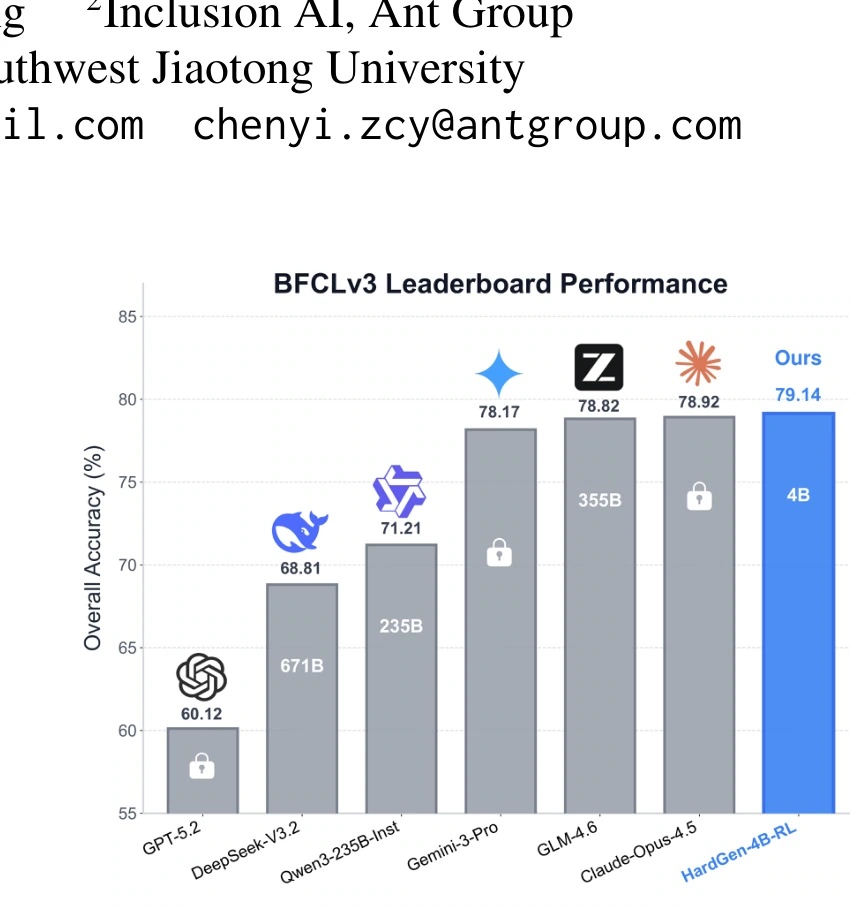 g ²Inclusion AI, Ant Group
uthwest Jiaotong University
il.com chenyi.zcy@antgroup.com
BFCLv3 Leaderboard Performance
Overall Accuracy (%)
85
80
75
70
65
60
55
60.12
68.81
671B
71.21
235B
78.17
78.82
355B
78.92
Ours
79.14
4B
GPT-5.2
DeepSeek-V3.2
Qwen3-235B-Inst
Gemini-3-Pro
GLM-4.6
Claude-Opus-4.5
HardGen-4B-RL